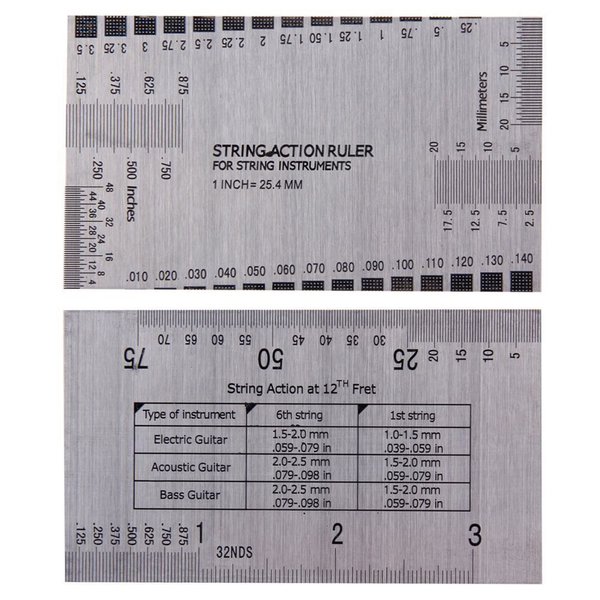 3.5 3.25 3 2.75 2.5 2.25 2 1.75 1.50 1.25 1 .75 .5 .25
.125 .375 .625 .875
5 10 15 20
Millimeters
STRING ACTION RULER
FOR STRING INSTRUMENTS
1 INCH = 25.4 MM
20 15 10 5
17.5 12.5 7.5 2.5
.250 .500 .750
Inches
48 44 40 36 32 28 24 20 16 12 8 4
.010 .020 .030 .040 .050 .060 .070 .080 .090 .100 .110 .120 .130 .140
75 70 65 60 55 50 45 40 35 30 25 20 15 10 5
String Action at 12TH Fret
Type of instrument 6th string 1st string
Electric Guitar 1.5-2.0 mm .059-.079 in 1.0-1.5 mm .039-.059 in
Acoustic Guitar 2.0-2.5 mm .079-.098 in 1.5-2.0 mm .059-.079 in
Bass Guitar 2.0-2.5 mm .079-.098 in 1.5-2.0 mm .059-.079 in
.125 .250 .375 .500 .625 .750 .875 1 2 3
32NDS